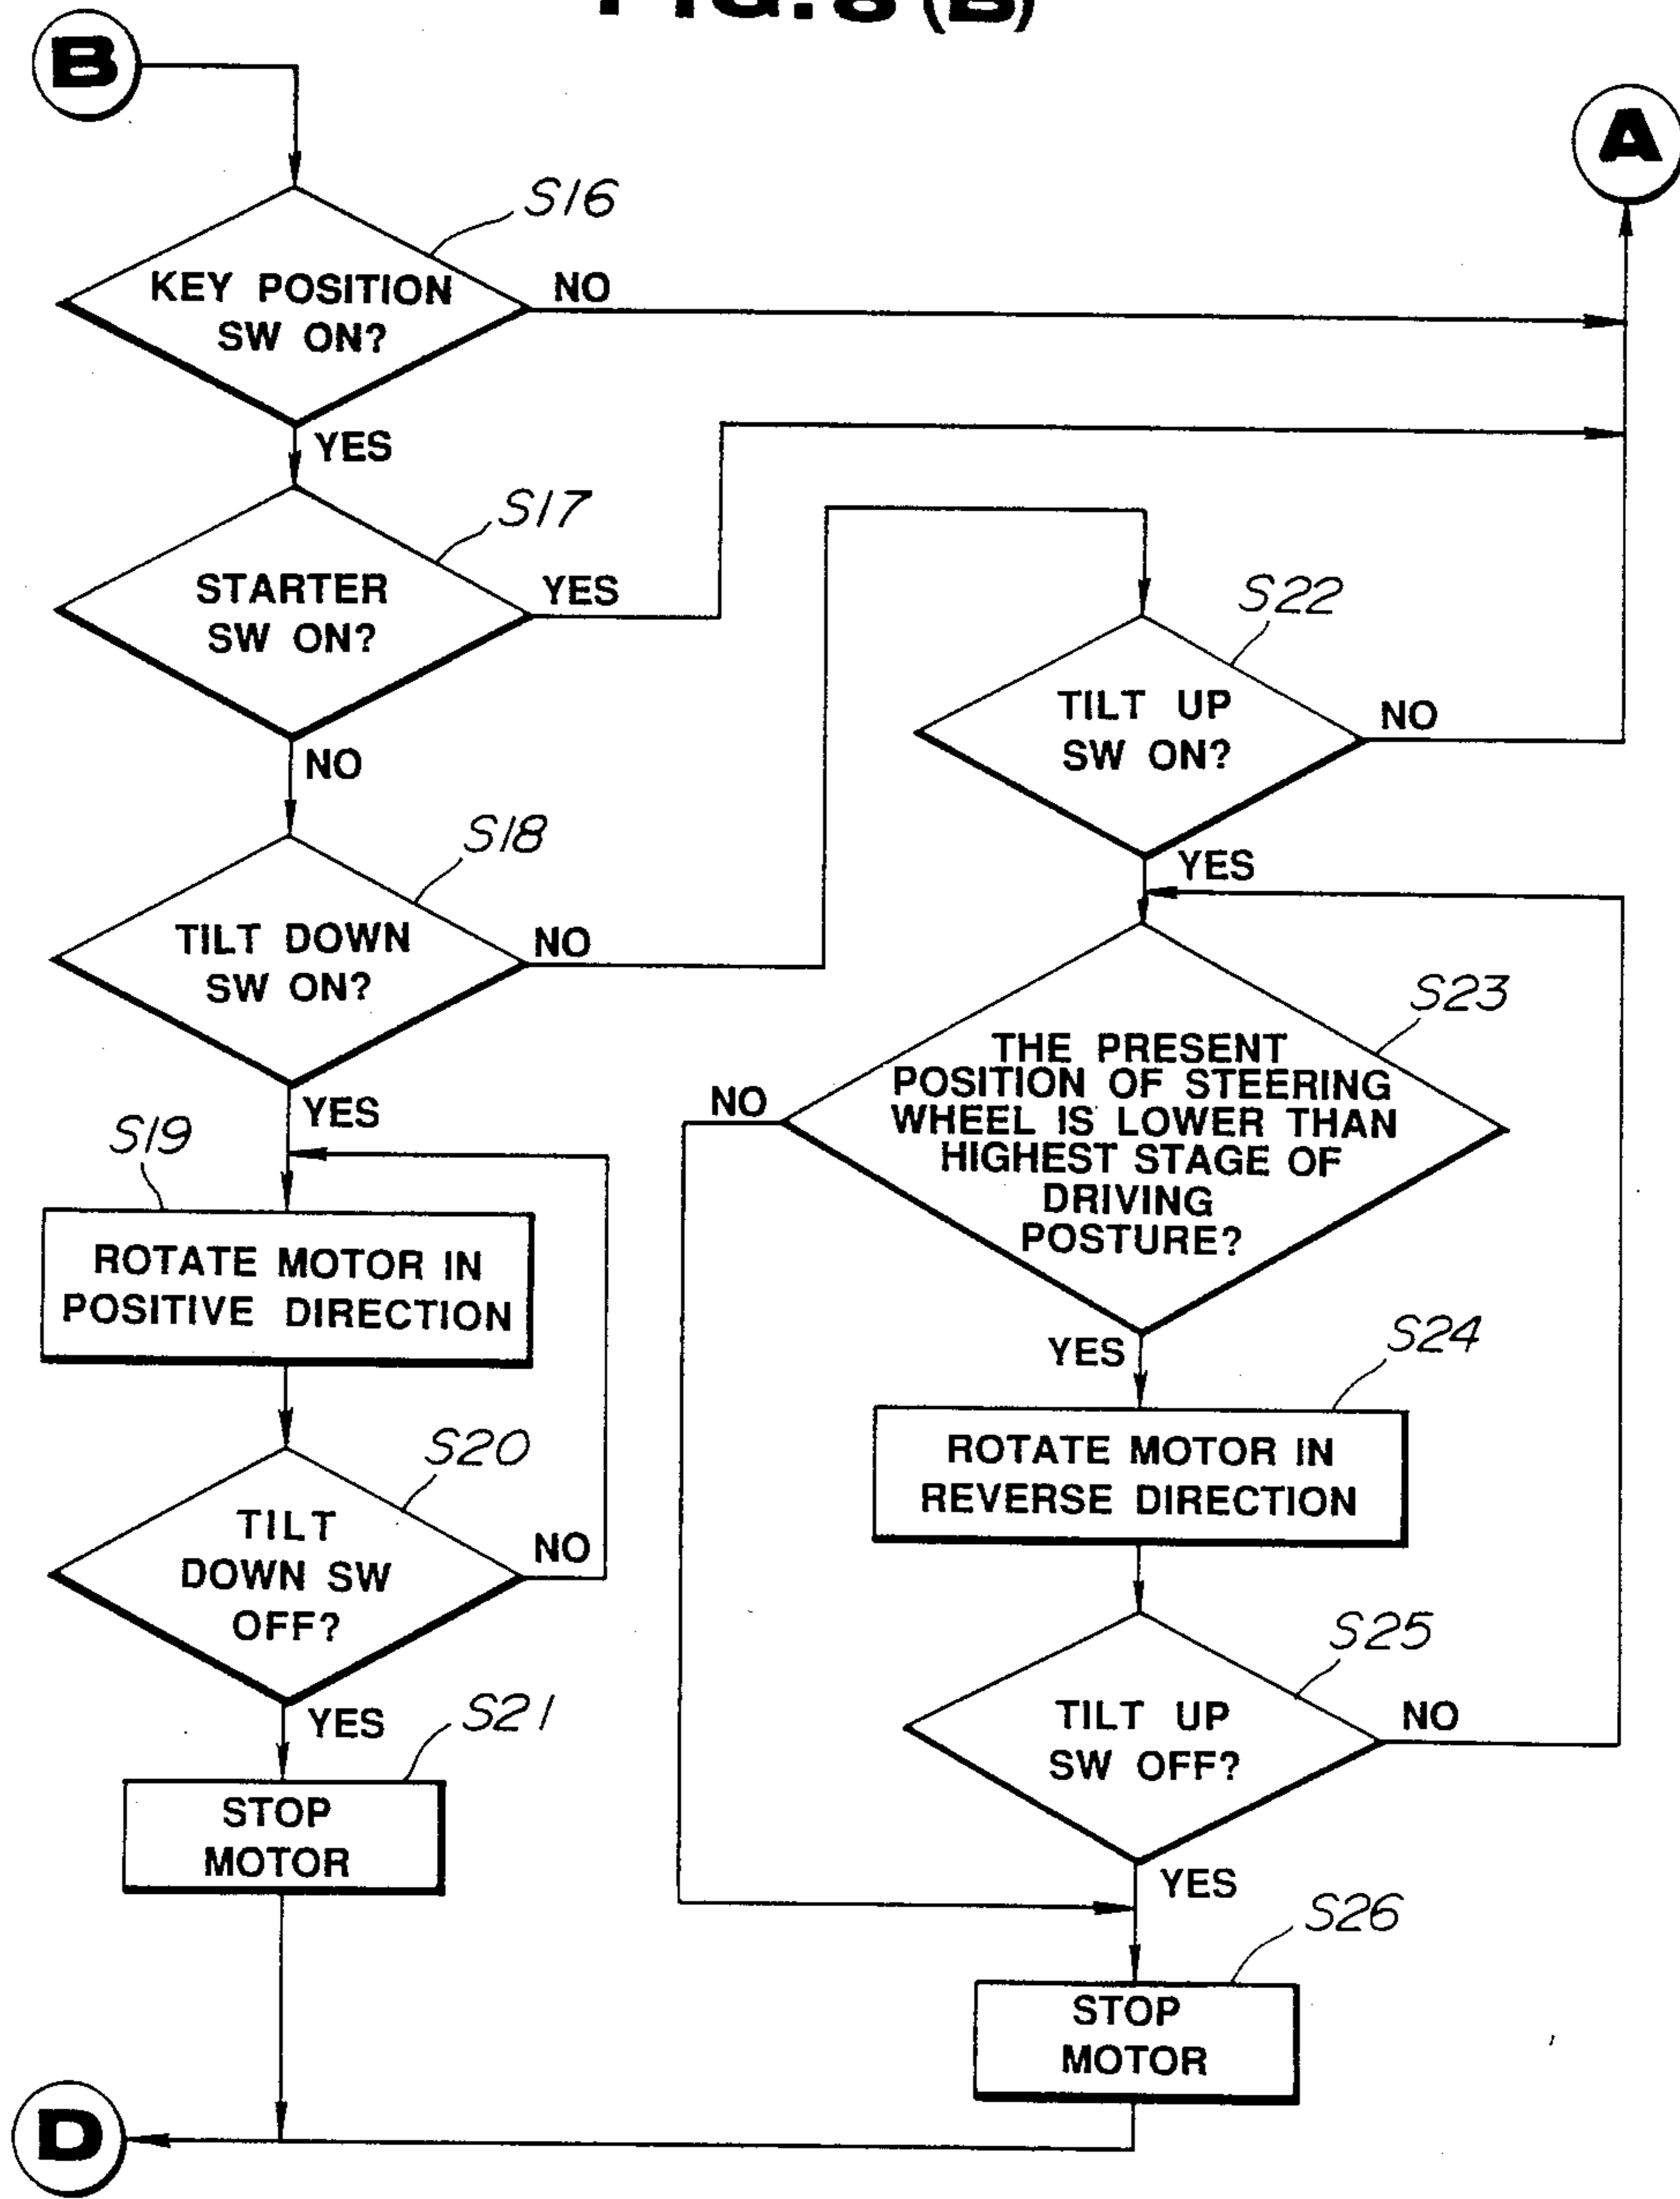 B
A
S16
KEY POSITION
SW ON?
NO
YES
S17
STARTER
SW ON?
YES
NO
S18
TILT DOWN
SW ON?
NO
YES
S19
ROTATE MOTOR IN
POSITIVE DIRECTION
S20
TILT
DOWN SW
OFF?
NO
YES
S21
STOP
MOTOR
S22
TILT UP
SW ON?
NO
YES
S23
THE PRESENT
POSITION OF STEERING
WHEEL IS LOWER THAN
HIGHEST STAGE OF
DRIVING
POSTURE?
NO
YES
S24
ROTATE MOTOR IN
REVERSE DIRECTION
S25
TILT UP
SW OFF?
NO
YES
S26
STOP
MOTOR
D